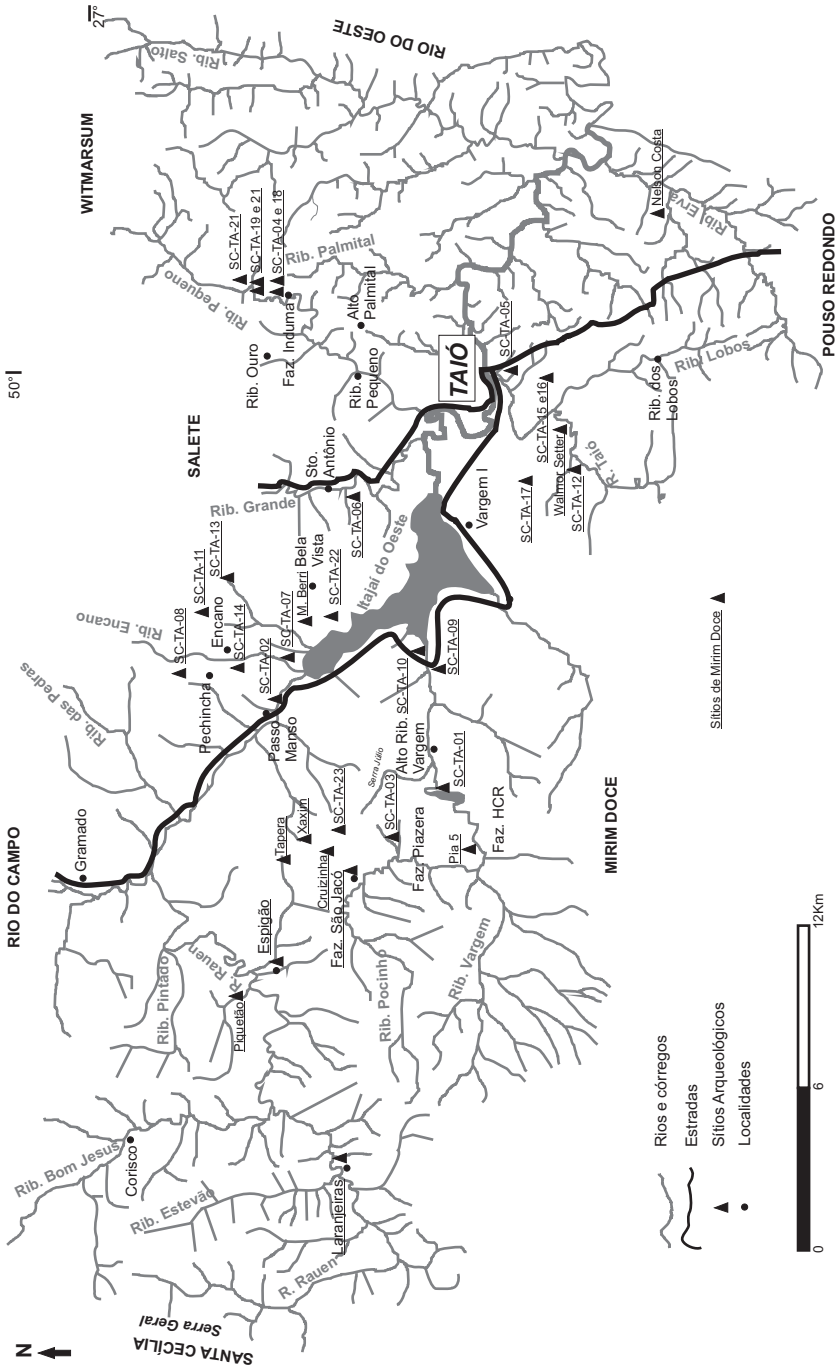 N
RIO DO CAMPO
SALETE
WITMARSUM
50°
27°
RIO DO OESTE
Rib. Salto
SANTA CECÍLIA
Serra Geral
Rib. Bom Jesus
Corisco
Rib. Estevão
R. Rauen
Laranjeiras
Gramado
Rib. Pintado
R. Rauen
Piquetão
Espigão
Rib. das Pedras
Rib. Encano
SC-TA-08
Pechincha
SC-TA-11
SC-TA-13
Encano
SC-TA-14
SC-TA-02
Passo
Manso
SC-TA-07
M. Berri
Bela
Vista
SC-TA-22
Rib. Grande
Sto.
Antônio
SC-TA-06
Itajaí do Oeste
Tapera
Xaxim
Cruizinha
SC-TA-23
Faz. São Jacó
Serra Júlio
SC-TA-03
Rib. Pocinho
Rib. Vargem
Faz. Piazera
Pia 5
Faz. HCR
Alto Rib.
Vargem
SC-TA-01
SC-TA-10
SC-TA-09
Vargem I
Rib. Ouro
Rib. Pequeno
SC-TA-21
SC-TA-19 e 21
SC-TA-04 e 18
Faz. Induma
Rib. Palmital
Rib.
Pequeno
Alto
Palmital
TAIÓ
SC-TA-05
SC-TA-15 e16
Walmor Setter
SC-TA-17
SC-TA-12
R. Taió
Rib. dos
Lobos
Rib. Lobos
Nelson Costa
Rib. Erva
POUSO REDONDO
MIRIM DOCE
Sítios de Mirim Doce
Rios e córregos
Estradas
Sítios Arqueológicos
Localidades
0
6
12Km